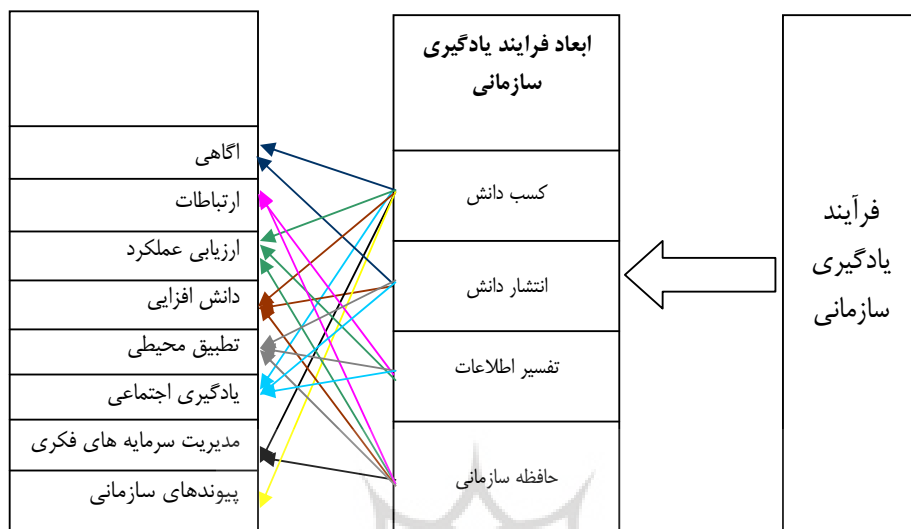 فرآیند
یادگیری
سازمانی
ابعاد فرایند یادگیری
سازمانی
کسب دانش
انتشار دانش
تفسیر اطلاعات
حافظه سازمانی
اگاهی
ارتباطات
ارزیابی عملکرد
دانش افزایی
تطبیق محیطی
یادگیری اجتماعی
مدیریت سرمایه های فکری
پیوندهای سازمانی